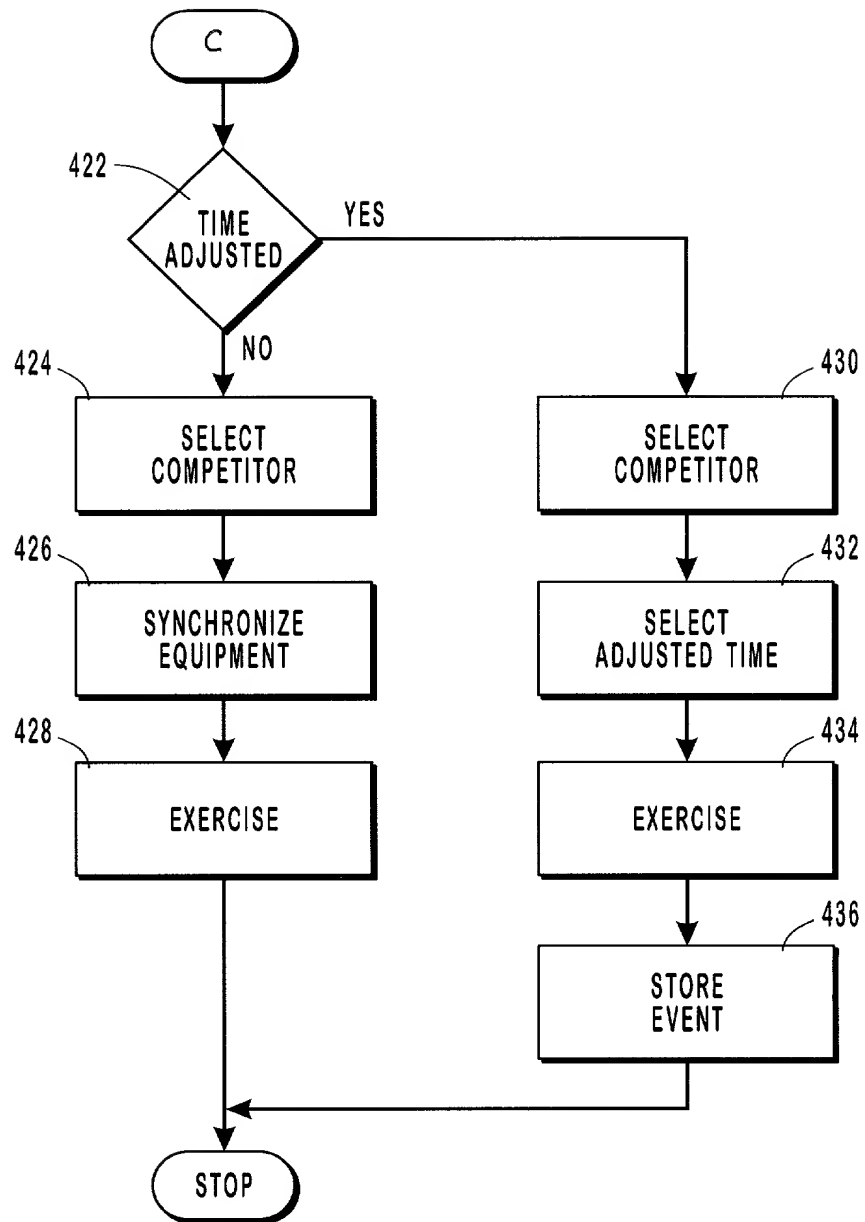 C
422
TIME
ADJUSTED
YES
NO
424
SELECT
COMPETITOR
430
SELECT
COMPETITOR
426
SYNCHRONIZE
EQUIPMENT
432
SELECT
ADJUSTED TIME
428
EXERCISE
434
EXERCISE
436
STORE
EVENT
STOP